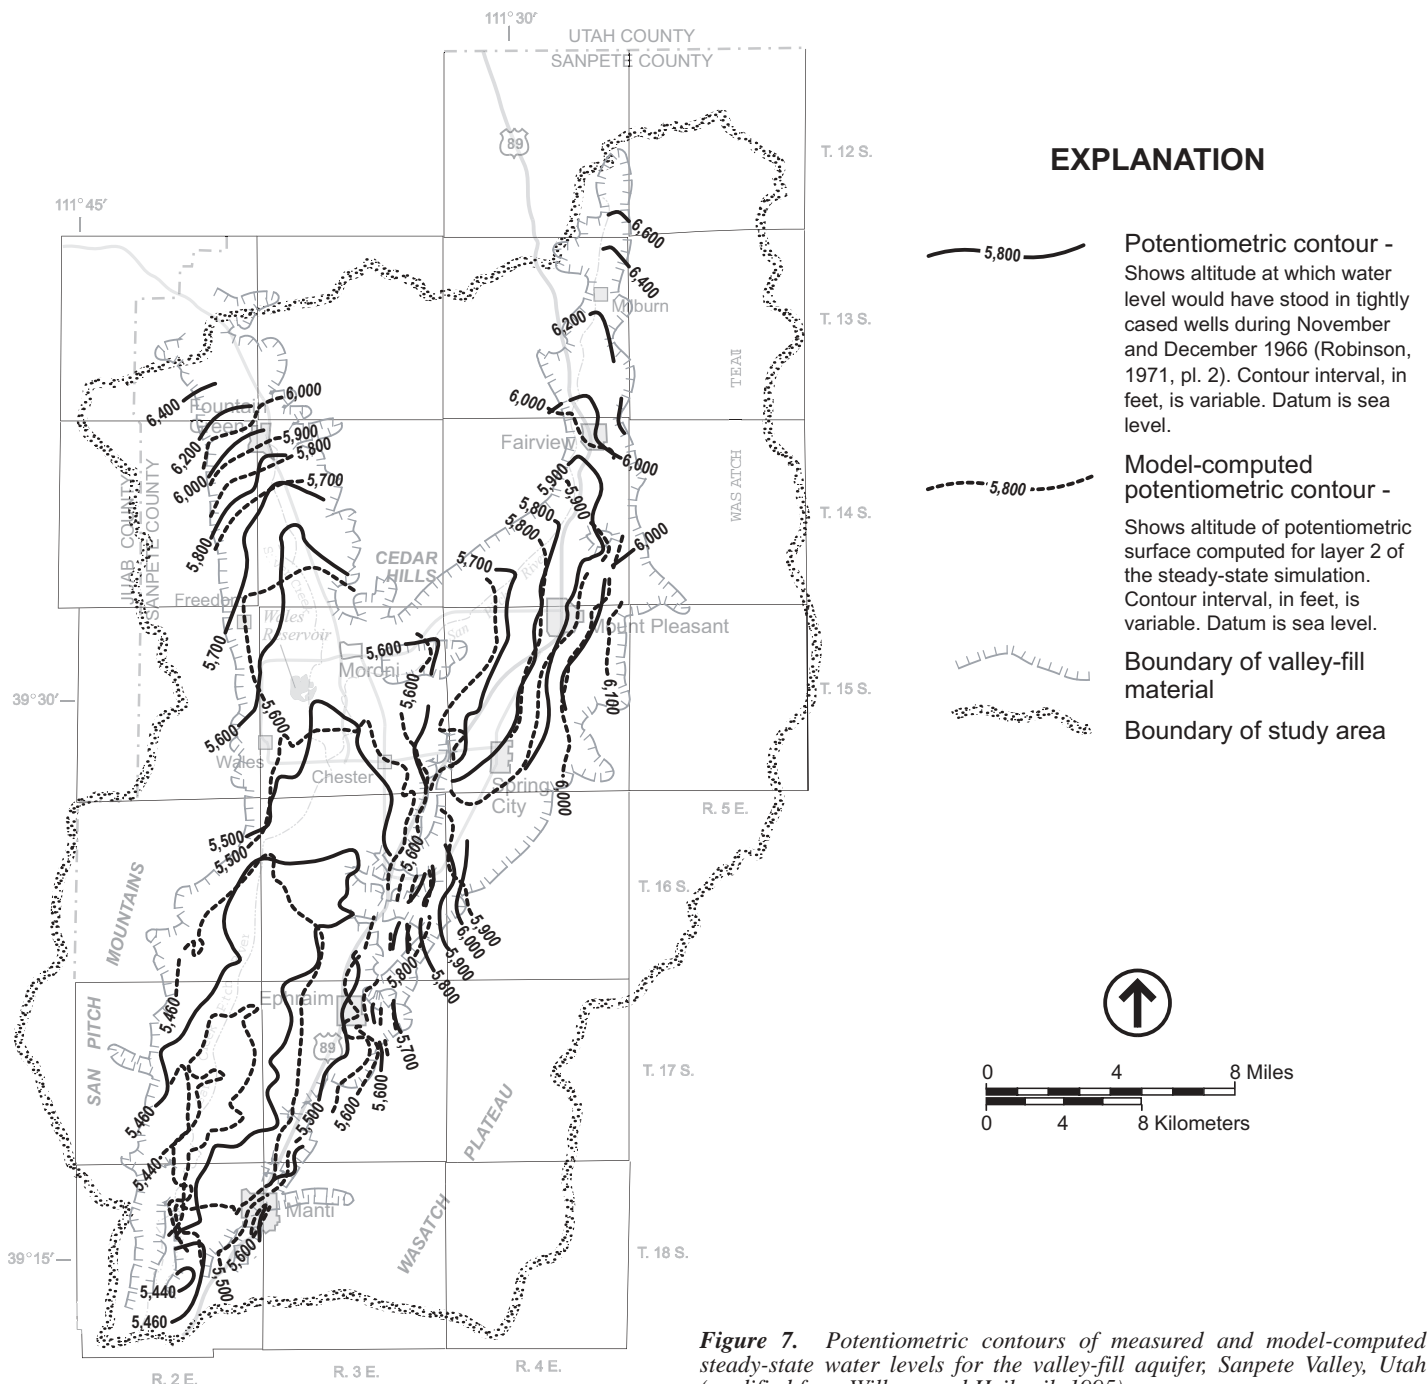 111°30′
UTAH COUNTY
SANPETE COUNTY
89
T. 12 S.
111°45′
6,600
6,400
Milburn
6,200
T. 13 S.
6,400
Fountain
Green
6,000
5,900
5,800
5,700
6,200
6,000
5,800
6,000
Fairview
6,000
5,900
5,900
5,800
5,800
6,000
WASATCH
T. 14 S.
JUAB COUNTY
SANPETE COUNTY
CEDAR
HILLS
5,700
River
Freedom
Wales
Reservoir
San
Mount Pleasant
5,700
5,600
Moroni
5,600
6,100
39°30′
T. 15 S.
5,600
5,600
Wales
Chester
Spring
City
6,000
R. 5 E.
5,500
5,500
5,600
T. 16 S.
SAN PITCH MOUNTAINS
5,900
6,000
5,900
5,800
5,800
5,460
Ephraim
89
5,700
T. 17 S.
5,600
5,600
5,500
5,460
5,440
WASATCH PLATEAU
Manti
39°15′
T. 18 S.
5,600
5,500
5,440
5,460
R. 2 E.
R. 3 E.
R. 4 E.
EXPLANATION
5,800
Potentiometric contour -
Shows altitude at which water
level would have stood in tightly
cased wells during November
and December 1966 (Robinson,
1971, pl. 2). Contour interval, in
feet, is variable. Datum is sea
level.
5,800
Model-computed
potentiometric contour -
Shows altitude of potentiometric
surface computed for layer 2 of
the steady-state simulation.
Contour interval, in feet, is
variable. Datum is sea level.
Boundary of valley-fill
material
Boundary of study area
0 4 8 Miles
0 4 8 Kilometers
Figure 7. Potentiometric contours of measured and model-computed
steady-state water levels for the valley-fill aquifer, Sanpete Valley, Utah